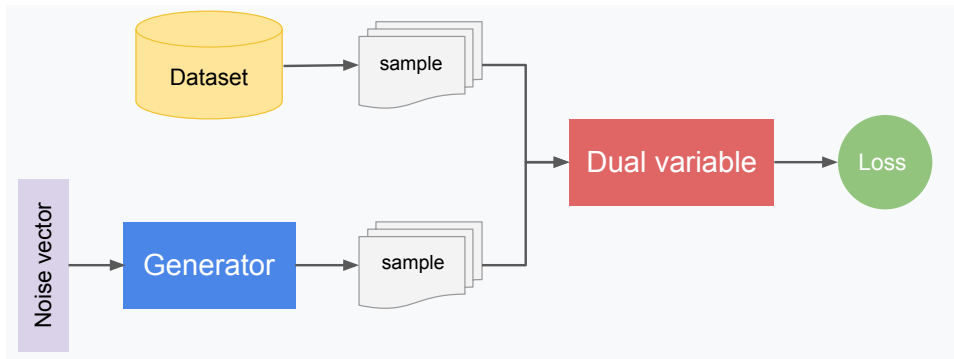 Dataset
sample
Dual variable
Loss
Noise vector
Generator
sample